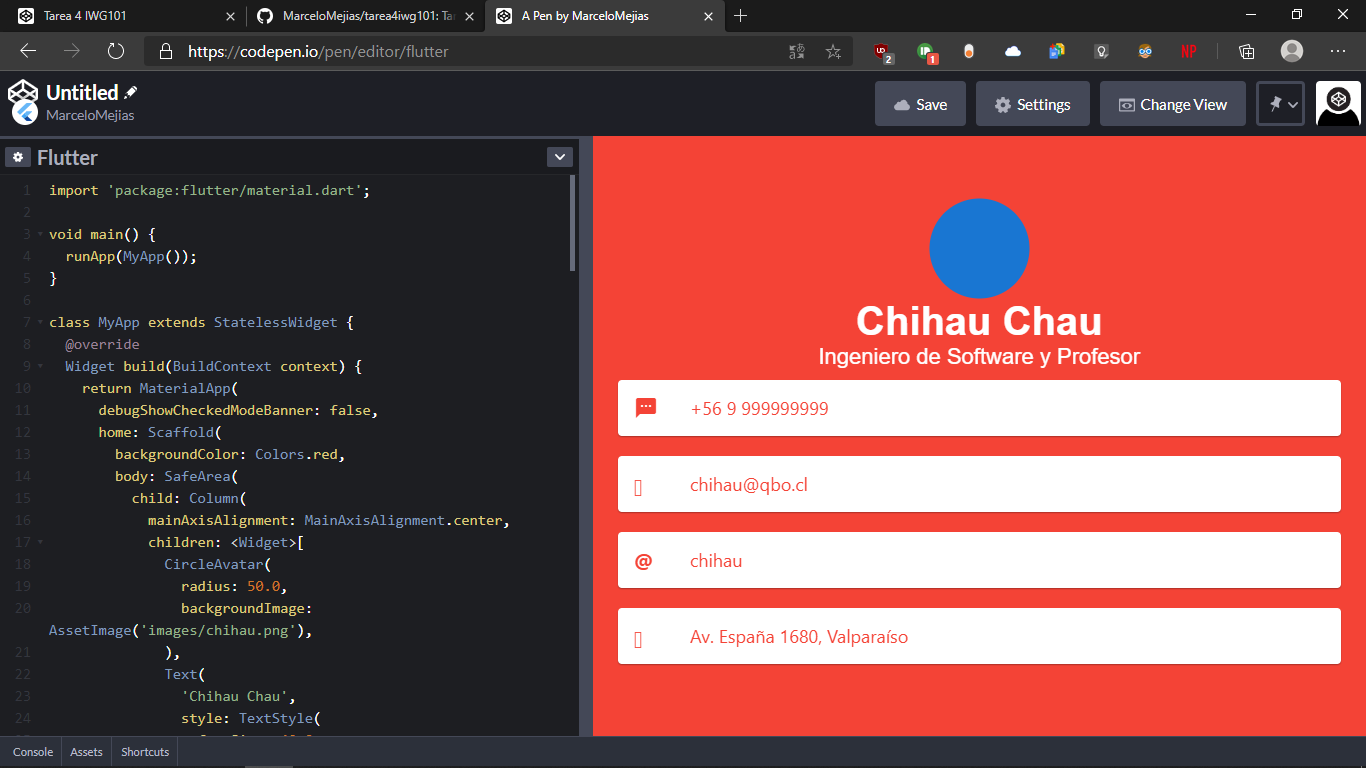 Tarea 4 IWG101
MarceloMejias/tarea4iwg101: Tar
A Pen by MarceloMejias
https://codepen.io/pen/editor/flutter
2
1
NP
Untitled
MarceloMejias
Save
Settings
Change View
Flutter
1 import 'package:flutter/material.dart';
2
3 void main() {
4 runApp(MyApp());
5 }
6
7 class MyApp extends StatelessWidget {
8 @override
9 Widget build(BuildContext context) {
10 return MaterialApp(
11 debugShowCheckedModeBanner: false,
12 home: Scaffold(
13 backgroundColor: Colors.red,
14 body: SafeArea(
15 child: Column(
16 mainAxisAlignment: MainAxisAlignment.center,
17 children: <Widget>[
18 CircleAvatar(
19 radius: 50.0,
20 backgroundImage:
AssetImage('images/chihau.png'),
21 ),
22 Text(
23 'Chihau Chau',
24 style: TextStyle(
Chihau Chau
Ingeniero de Software y Profesor
+56 9 999999999
chihau@qbo.cl
@ chihau
Av. España 1680, Valparaíso
Console
Assets
Shortcuts